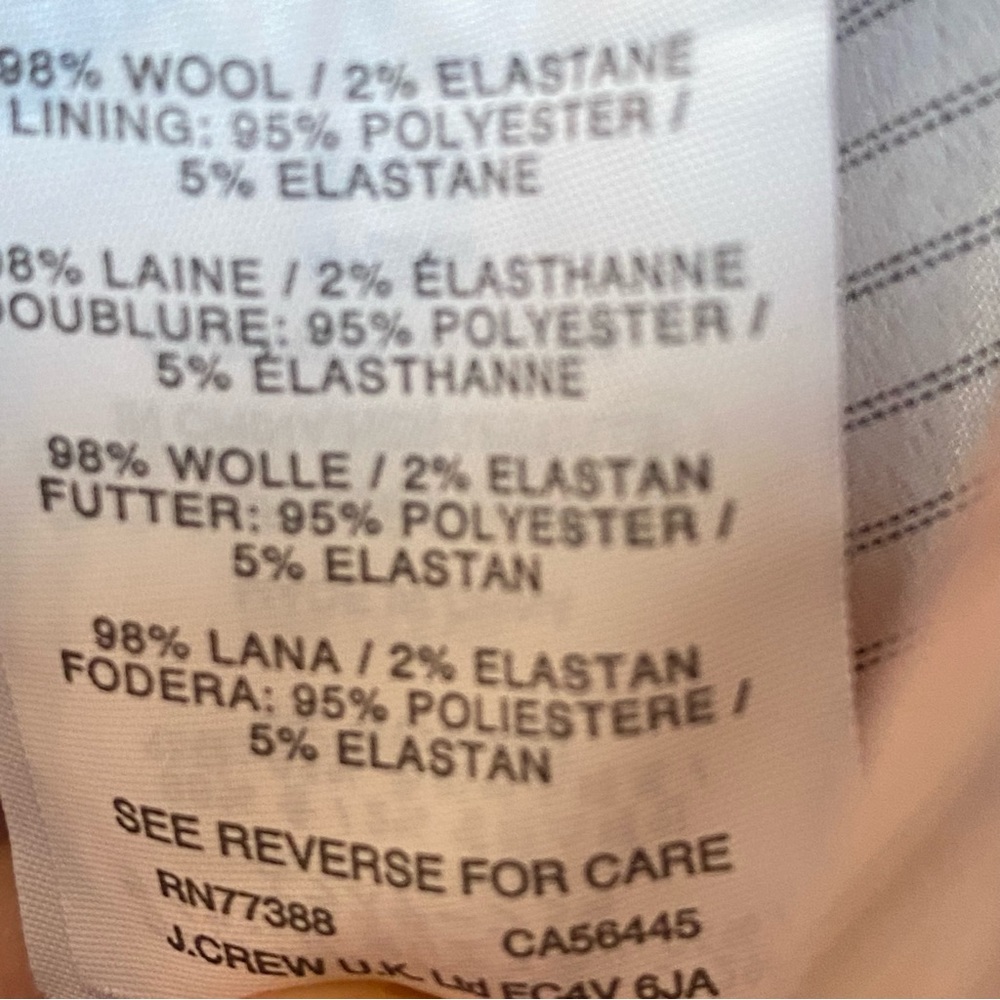 98% WOOL / 2% ELASTANE
LINING: 95% POLYESTER /
5% ELASTANE
98% LAINE / 2% ÉLASTHANNE
DOUBLURE: 95% POLYESTER /
5% ÉLASTHANNE
98% WOLLE / 2% ELASTAN
FUTTER: 95% POLYESTER /
5% ELASTAN
98% LANA / 2% ELASTAN
FODERA: 95% POLIESTERE /
5% ELASTAN
SEE REVERSE FOR CARE
RN77388 CA56445
J.CREW U.K. Ltd EC4V 6JA